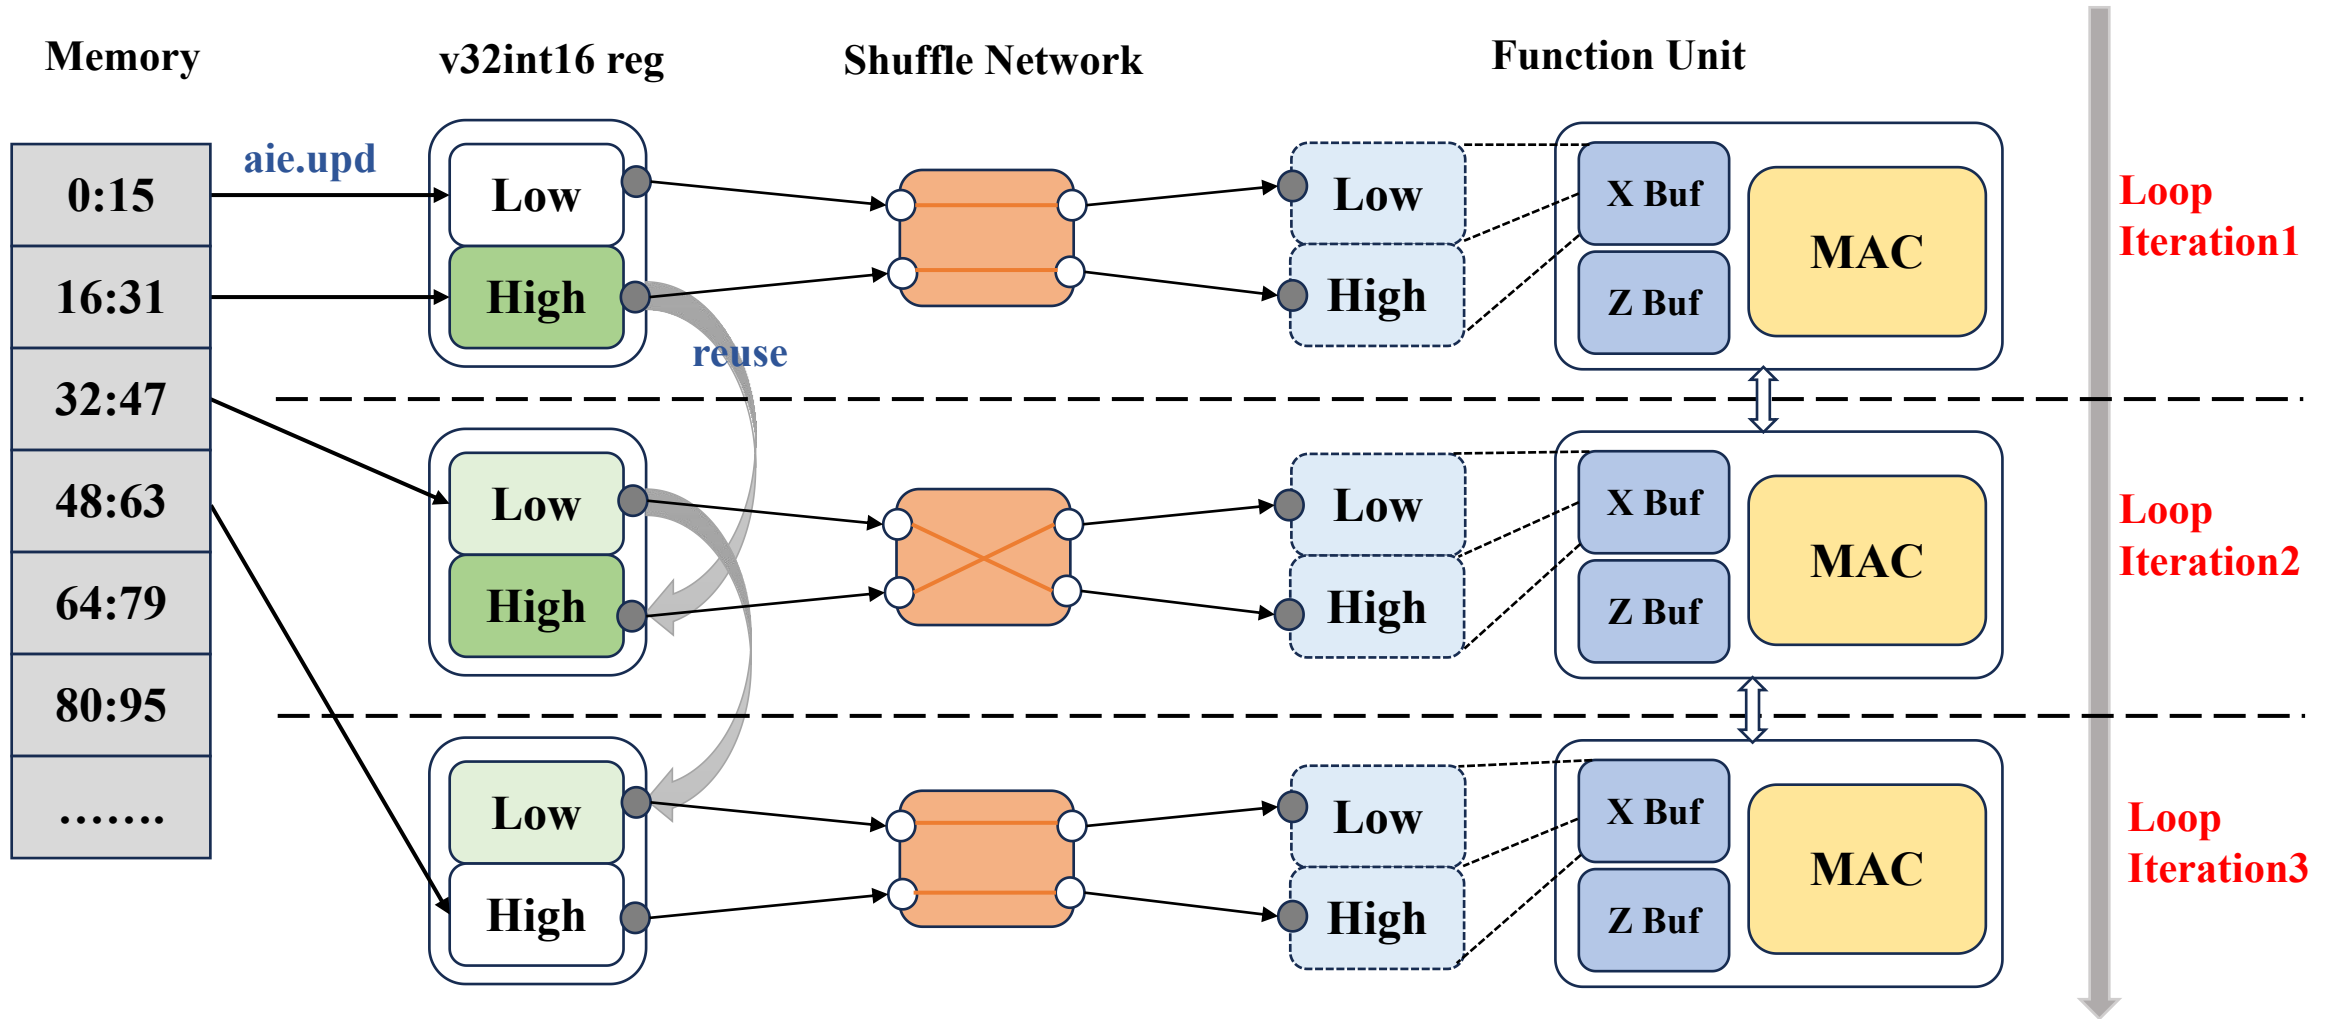 Memory
v32int16 reg
Shuffle Network
Function Unit
0:15
16:31
32:47
48:63
64:79
80:95
…….
aie.upd
Low
High
reuse
Low
High
X Buf
Z Buf
MAC
Loop
Iteration1
Low
High
Low
High
X Buf
Z Buf
MAC
Loop
Iteration2
Low
High
Low
High
X Buf
Z Buf
MAC
Loop
Iteration3